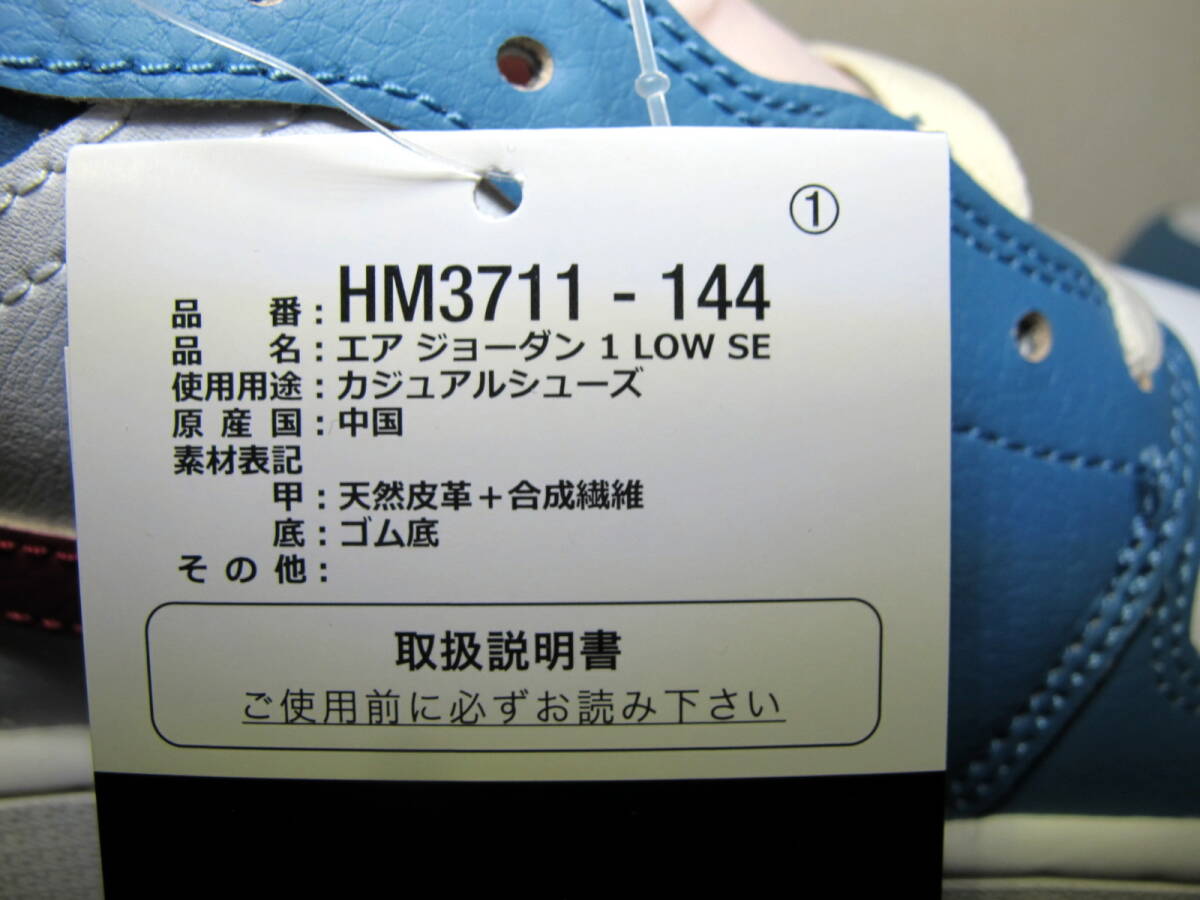 ①
品番：HM3711 - 144
品名：エア ジョーダン 1 LOW SE
使用用途：カジュアルシューズ
原産国：中国
素材表記
甲：天然皮革＋合成繊維
底：ゴム底
その他：
取扱説明書
ご使用前に必ずお読み下さい